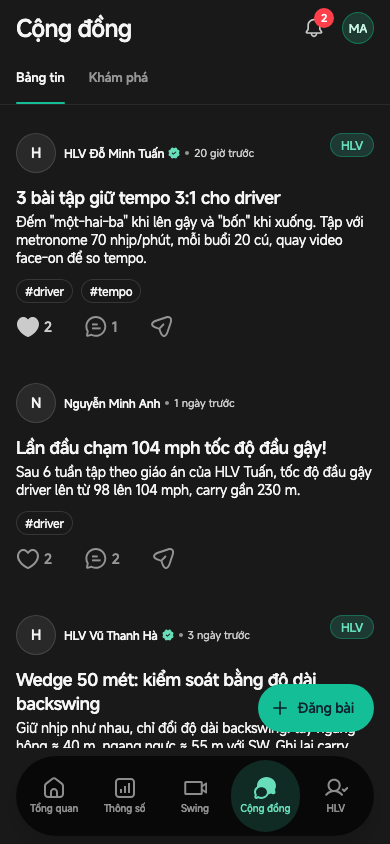 Cộng đồng
2
MA
Bảng tin
Khám phá
H
HLV Đỗ Minh Tuấn • 20 giờ trước
HLV
3 bài tập giữ tempo 3:1 cho driver
Đếm "một-hai-ba" khi lên gậy và "bốn" khi xuống. Tập với
metronome 70 nhịp/phút, mỗi buổi 20 cú, quay video
face-on để so tempo.
#driver
#tempo
2
1
N
Nguyễn Minh Anh • 1 ngày trước
Lần đầu chạm 104 mph tốc độ đầu gậy!
Sau 6 tuần tập theo giáo án của HLV Tuấn, tốc độ đầu gậy
driver lên từ 98 lên 104 mph, carry gần 230 m.
#driver
2
2
H
HLV Vũ Thanh Hà • 3 ngày trước
HLV
Wedge 50 mét: kiểm soát bằng độ dài
backswing
Giữ nhịp như nhau, chỉ đổi độ dài backswing: tay ngang
hông ≈ 40 m, ngang ngực ≈ 55 m với SW. Ghi lại carry
+ Đăng bài
Tổng quan
Thông số
Swing
Cộng đồng
HLV